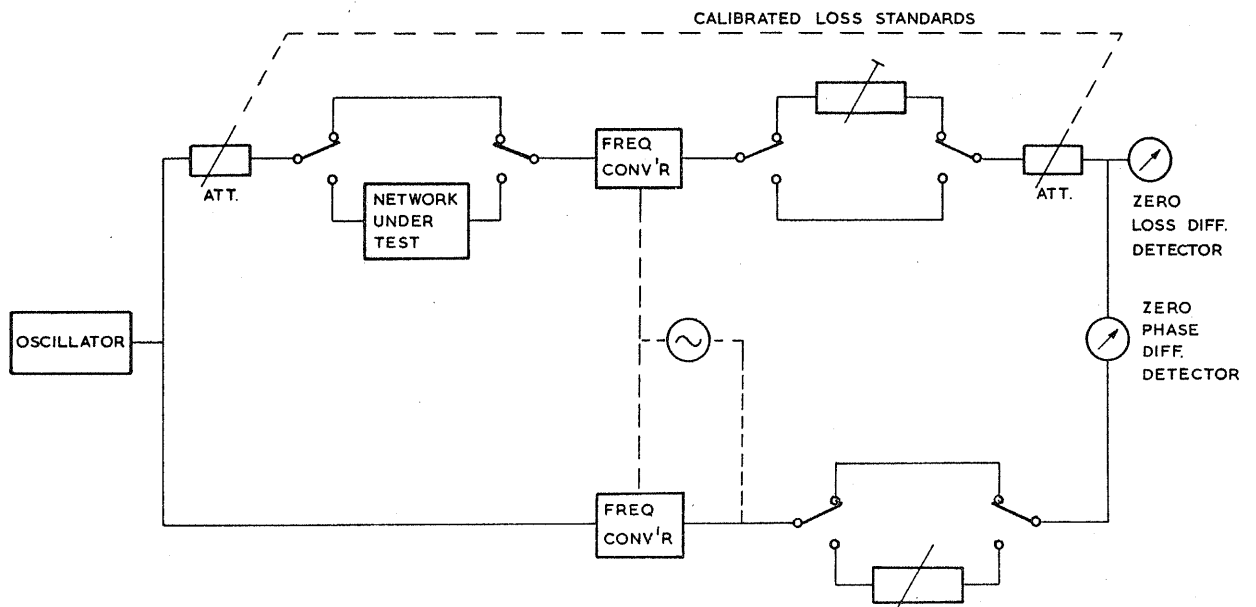 CALIBRATED LOSS STANDARDS
ATT.
FREQ
CONV'R
NETWORK
UNDER
TEST
ATT.
ZERO
LOSS DIFF.
DETECTOR
OSCILLATOR
ZERO
PHASE
DIFF.
DETECTOR
FREQ
CONV'R